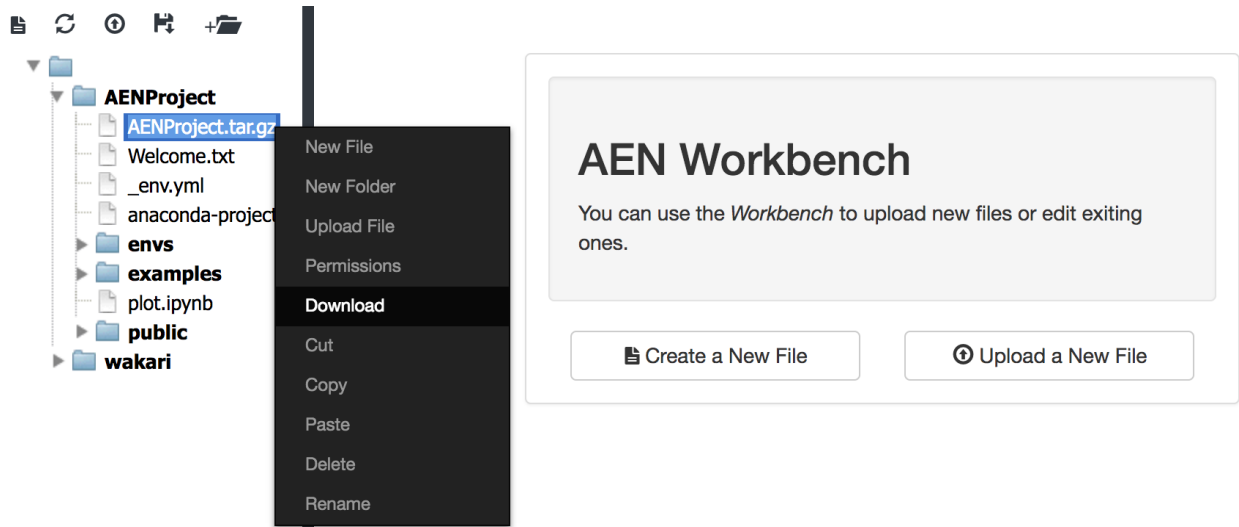 AENProject
AENProject.tar.gz
Welcome.txt
_env.yml
anaconda-project
envs
examples
plot.ipynb
public
wakari
New File
New Folder
Upload File
Permissions
Download
Cut
Copy
Paste
Delete
Rename
AEN Workbench
You can use the Workbench to upload new files or edit exiting
ones.
Create a New File
Upload a New File